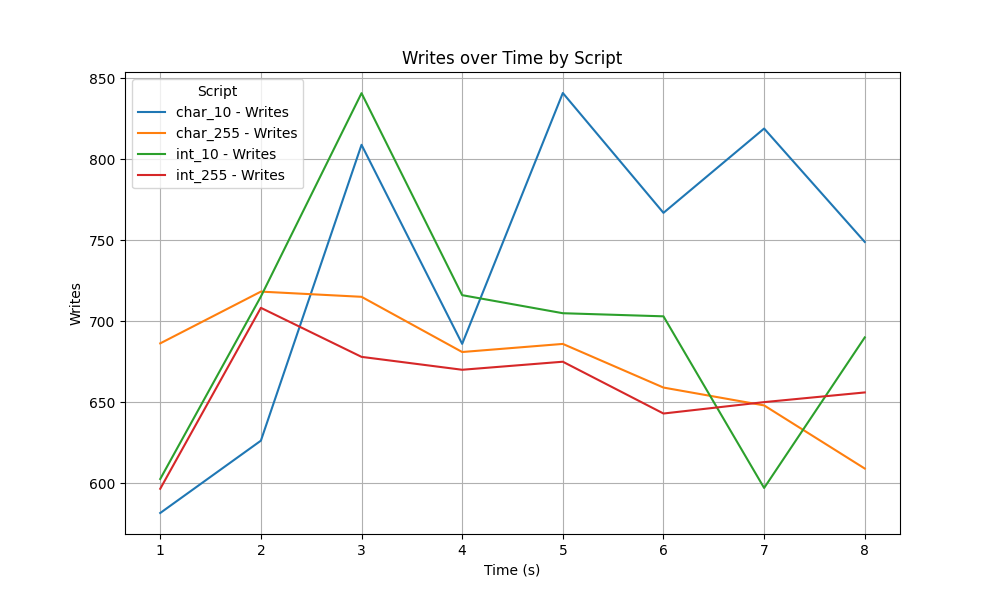 Writes over Time by Script
Script
char_10 - Writes
char_255 - Writes
int_10 - Writes
int_255 - Writes
850
800
750
700
650
600
Writes
1 2 3 4 5 6 7 8
Time (s)